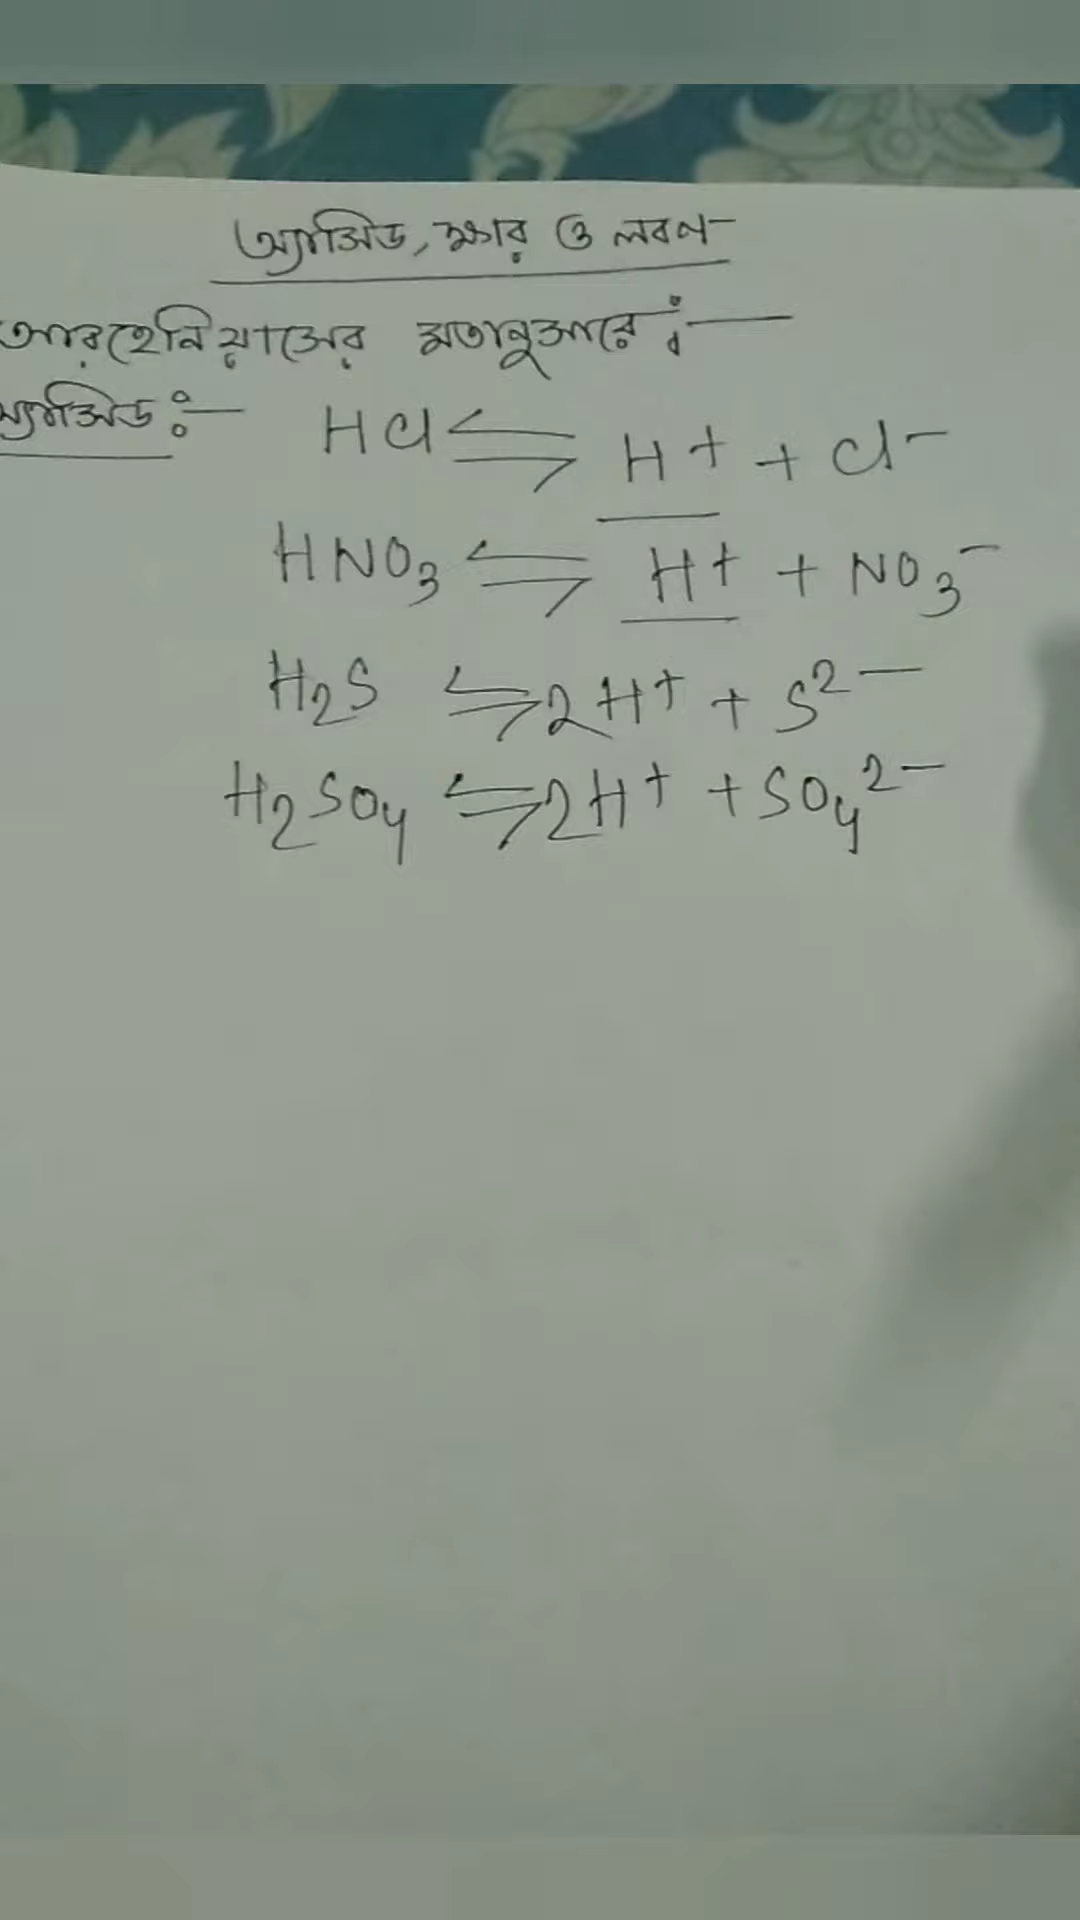 অ্যাসিড, ক্ষার ও লবণ
আরহেনিয়াসের মতানুসারে :—
অ্যাসিড :— HCl ⇌ H+ + Cl-
HNO₃ ⇌ H+ + NO₃-
H₂S ⇌ 2H+ + S²-
H₂SO₄ ⇌ 2H+ + SO₄²-